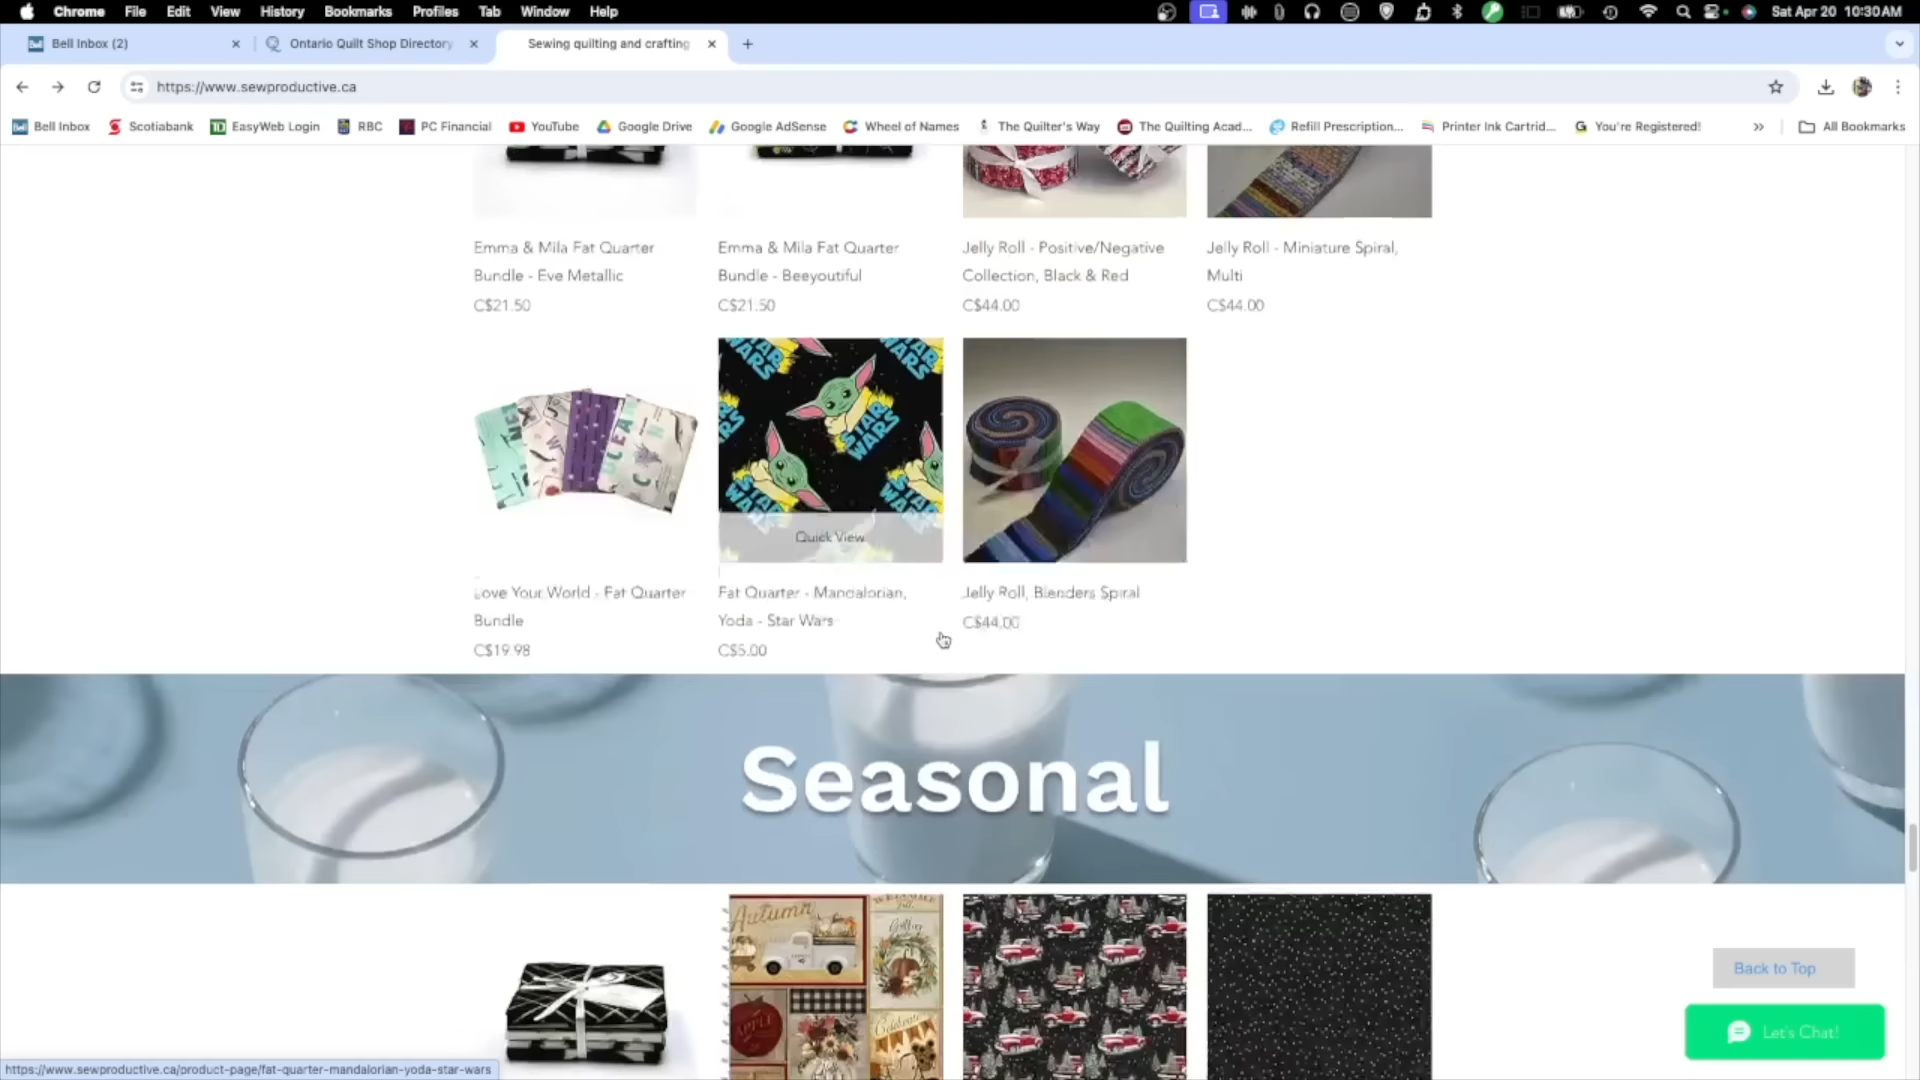 Chrome File Edit View History Bookmarks Profiles Tab Window Help Sat Apr 20 10:30 AM
Bell Inbox (2) Ontario Quilt Shop Directory Sewing quilting and crafting
https://www.sewproductive.ca
Bell Inbox Scotiabank EasyWeb Login RBC PC Financial YouTube Google Drive Google AdSense Wheel of Names The Quilter's Way The Quilting Acad... Refill Prescription... Printer Ink Cartrid... You're Registered! » All Bookmarks
Emma & Mila Fat Quarter
Bundle - Eve Metallic
C$21.50
Emma & Mila Fat Quarter
Bundle - Beeyoutiful
C$21.50
Jelly Roll - Positive/Negative
Collection, Black & Red
C$44.00
Jelly Roll - Miniature Spiral,
Multi
C$44.00
STAR
WARS
Quick View
Love Your World - Fat Quarter
Bundle
C$19.98
Fat Quarter - Mandalorian,
Yoda - Star Wars
C$5.00
Jelly Roll, Blenders Spiral
C$44.00
Seasonal
Autumn
APPLE
Celebrate
Back to Top
Let's Chat!
https://www.sewproductive.ca/product-page/fat-quarter-mandalorian-yoda-star-wars